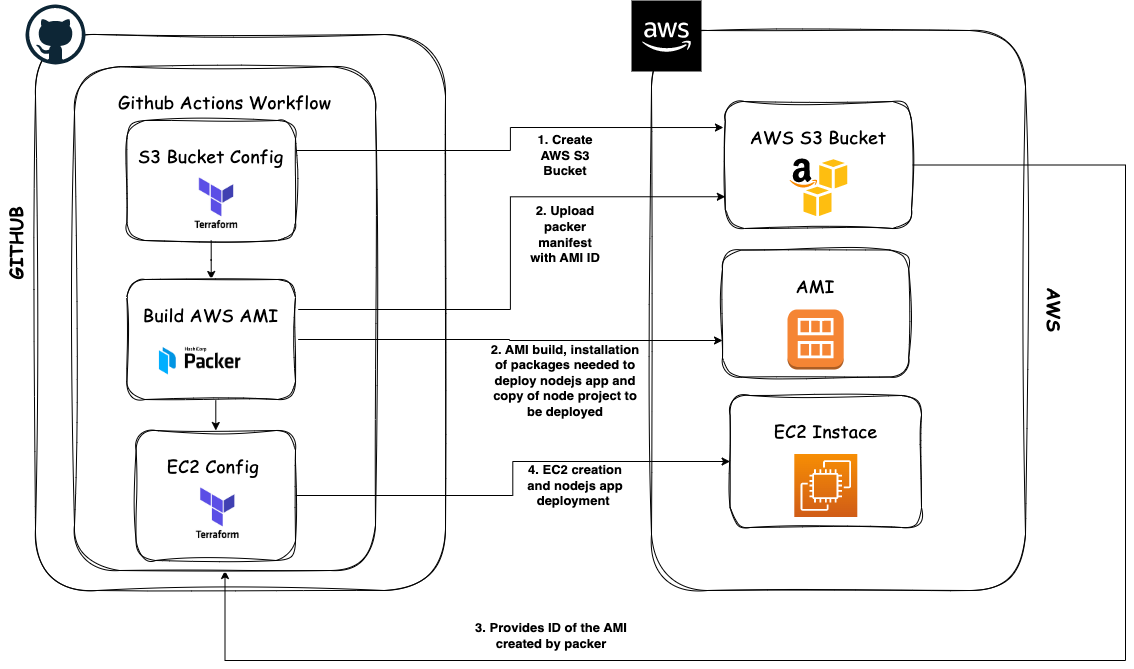 aws
Github Actions Workflow
S3 Bucket Config
Terraform
1. Create
AWS S3
Bucket
AWS S3 Bucket
a
2. Upload
packer
manifest
with AMI ID
GITHUB
Build AWS AMI
HashiCorp
Packer
AMI
AWS
2. AMI build, installation
of packages needed to
deploy nodejs app and
copy of node project to
be deployed
EC2 Config
Terraform
4. EC2 creation
and nodejs app
deployment
EC2 Instace
3. Provides ID of the AMI
created by packer